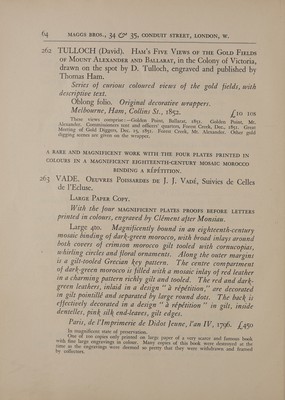 64 MAGGS BROS., 34 & 35, CONDUIT STREET, LONDON, W.
262 TULLOCH (David). Ham's Five Views of the Gold Fields
of Mount Alexander and Ballarat, in the Colony of Victoria,
drawn on the spot by D. Tulloch, engraved and published by
Thomas Ham.
Series of curious coloured views of the gold fields, with
descriptive text.
Oblong folio. Original decorative wrappers.
Melbourne, Ham, Collins St., 1852. £10 10s
These views comprise:—Golden Point, Ballarat, 1851. Golden Point, Mt.
Alexander. Commissioners tent and officers' quarters, Forest Creek, Dec., 1851. Great
Meeting of Gold Diggers, Dec. 15, 1851. Forest Creek, Mt. Alexander. Other gold
digging scenes are given on the wrapper.
A RARE AND MAGNIFICENT WORK WITH THE FOUR PLATES PRINTED IN
COLOURS IN A MAGNIFICENT EIGHTEENTH-CENTURY MOSAIC MOROCCO
BINDING A RÉPÉTITION.
263 VADE. Oeuvres Poissardes de J. J. Vadé, Suivies de Celles
de l'Ecluse.
Large Paper Copy.
With the four magnificent plates proofs before letters
printed in colours, engraved by Clément after Monsiau.
Large 4to. Magnificently bound in an eighteenth-century
mosaic binding of dark-green morocco, with broad inlays around
both covers of crimson morocco gilt tooled with cornucopias,
whirling circles and floral ornaments. Along the outer margins
is a gilt-tooled Grecian key pattern. The centre compartment
of dark-green morocco is filled with a mosaic inlay of red leather
in a charming pattern richly gilt and tooled. The red and dark-
green leathers, inlaid in a design "à répétition," are decorated
in gilt pointillé and separated by large round dots. The back is
effectively decorated in a design "à répétition" in gilt, inside
dentelles, pink silk end-leaves, gilt edges.
Paris, de l'Imprimerie de Didot Jeune, l'an IV, 1796. £450
In magnificent state of preservation.
One of 100 copies only printed on large paper of a very scarce and famous book
with fine large engravings in colour. Many copies of this book were destroyed at the
time as the engravings were deemed so pretty that they were withdrawn and framed
by collectors.